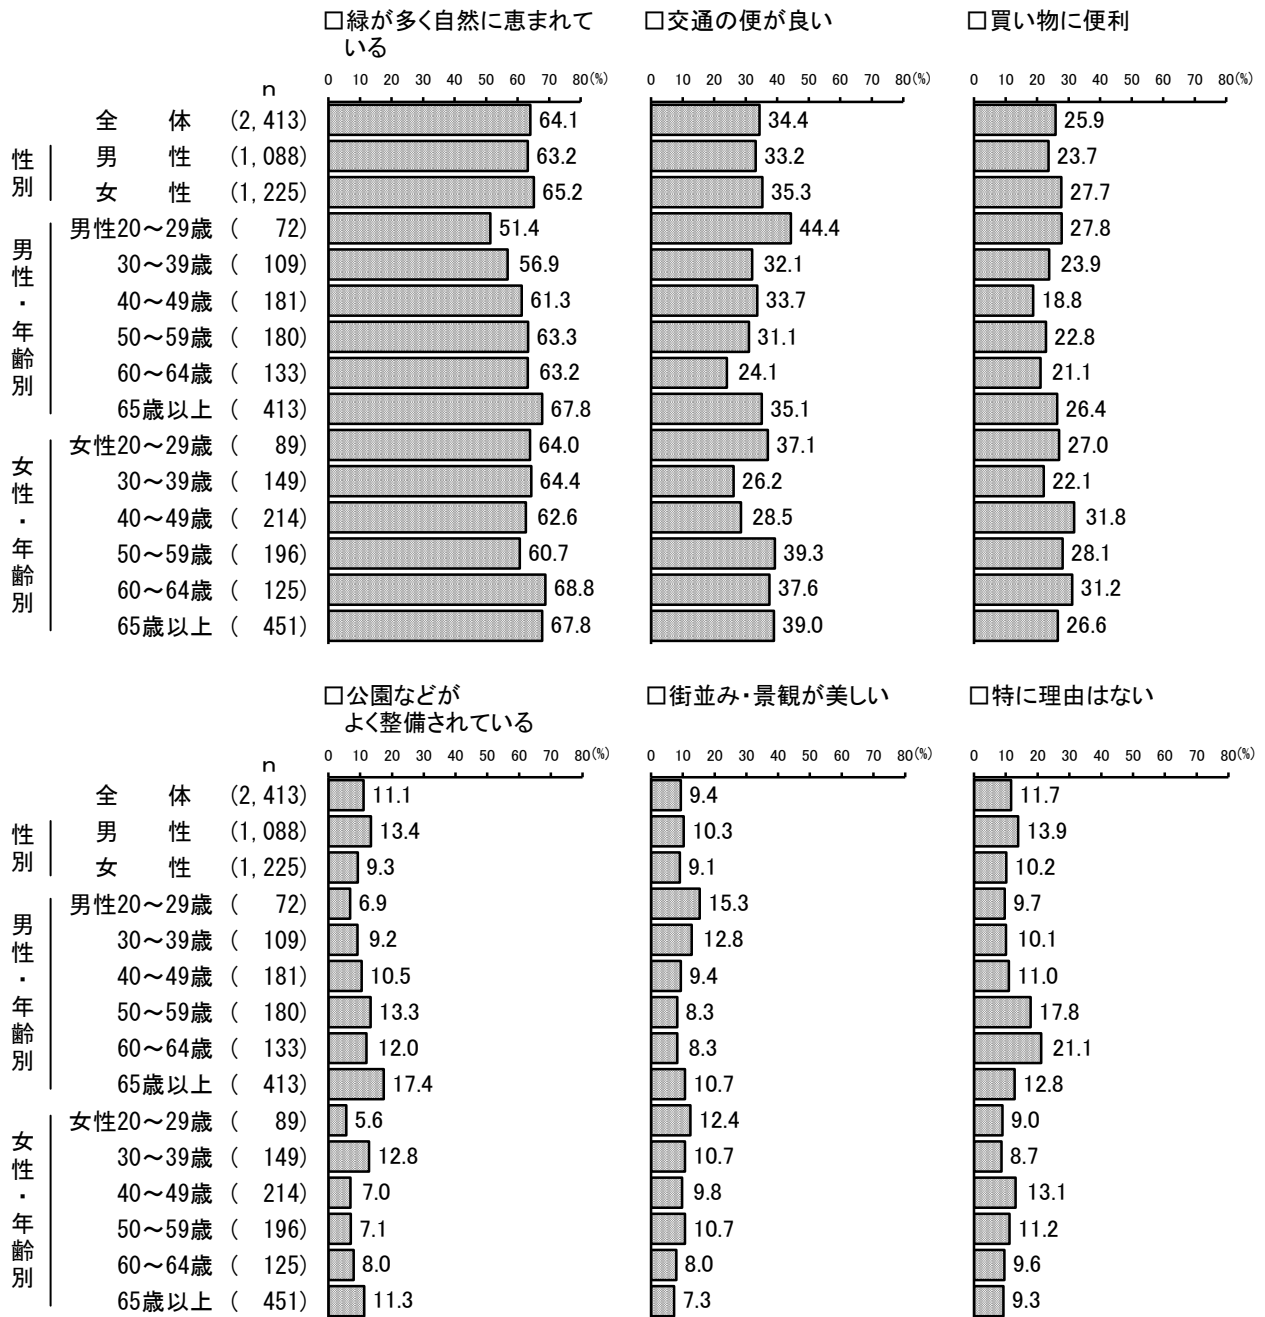 □緑が多く自然に恵まれて
いる
□交通の便が良い
□買い物に便利
n
0 10 20 30 40 50 60 70 80(%)
0 10 20 30 40 50 60 70 80(%)
0 10 20 30 40 50 60 70 80(%)
全 体 (2,413) 64.1 34.4 25.9
性別
男 性 (1,088) 63.2 33.2 23.7
女 性 (1,225) 65.2 35.3 27.7
男性・年齢別
男性20～29歳 ( 72) 51.4 44.4 27.8
30～39歳 ( 109) 56.9 32.1 23.9
40～49歳 ( 181) 61.3 33.7 18.8
50～59歳 ( 180) 63.3 31.1 22.8
60～64歳 ( 133) 63.2 24.1 21.1
65歳以上 ( 413) 67.8 35.1 26.4
女性・年齢別
女性20～29歳 ( 89) 64.0 37.1 27.0
30～39歳 ( 149) 64.4 26.2 22.1
40～49歳 ( 214) 62.6 28.5 31.8
50～59歳 ( 196) 60.7 39.3 28.1
60～64歳 ( 125) 68.8 37.6 31.2
65歳以上 ( 451) 67.8 39.0 26.6
□公園などが
よく整備されている
□街並み・景観が美しい
□特に理由はない
n
0 10 20 30 40 50 60 70 80(%)
0 10 20 30 40 50 60 70 80(%)
0 10 20 30 40 50 60 70 80(%)
全 体 (2,413) 11.1 9.4 11.7
性別
男 性 (1,088) 13.4 10.3 13.9
女 性 (1,225) 9.3 9.1 10.2
男性・年齢別
男性20～29歳 ( 72) 6.9 15.3 9.7
30～39歳 ( 109) 9.2 12.8 10.1
40～49歳 ( 181) 10.5 9.4 11.0
50～59歳 ( 180) 13.3 8.3 17.8
60～64歳 ( 133) 12.0 8.3 21.1
65歳以上 ( 413) 17.4 10.7 12.8
女性・年齢別
女性20～29歳 ( 89) 5.6 12.4 9.0
30～39歳 ( 149) 12.8 10.7 8.7
40～49歳 ( 214) 7.0 9.8 13.1
50～59歳 ( 196) 7.1 10.7 11.2
60～64歳 ( 125) 8.0 8.0 9.6
65歳以上 ( 451) 11.3 7.3 9.3